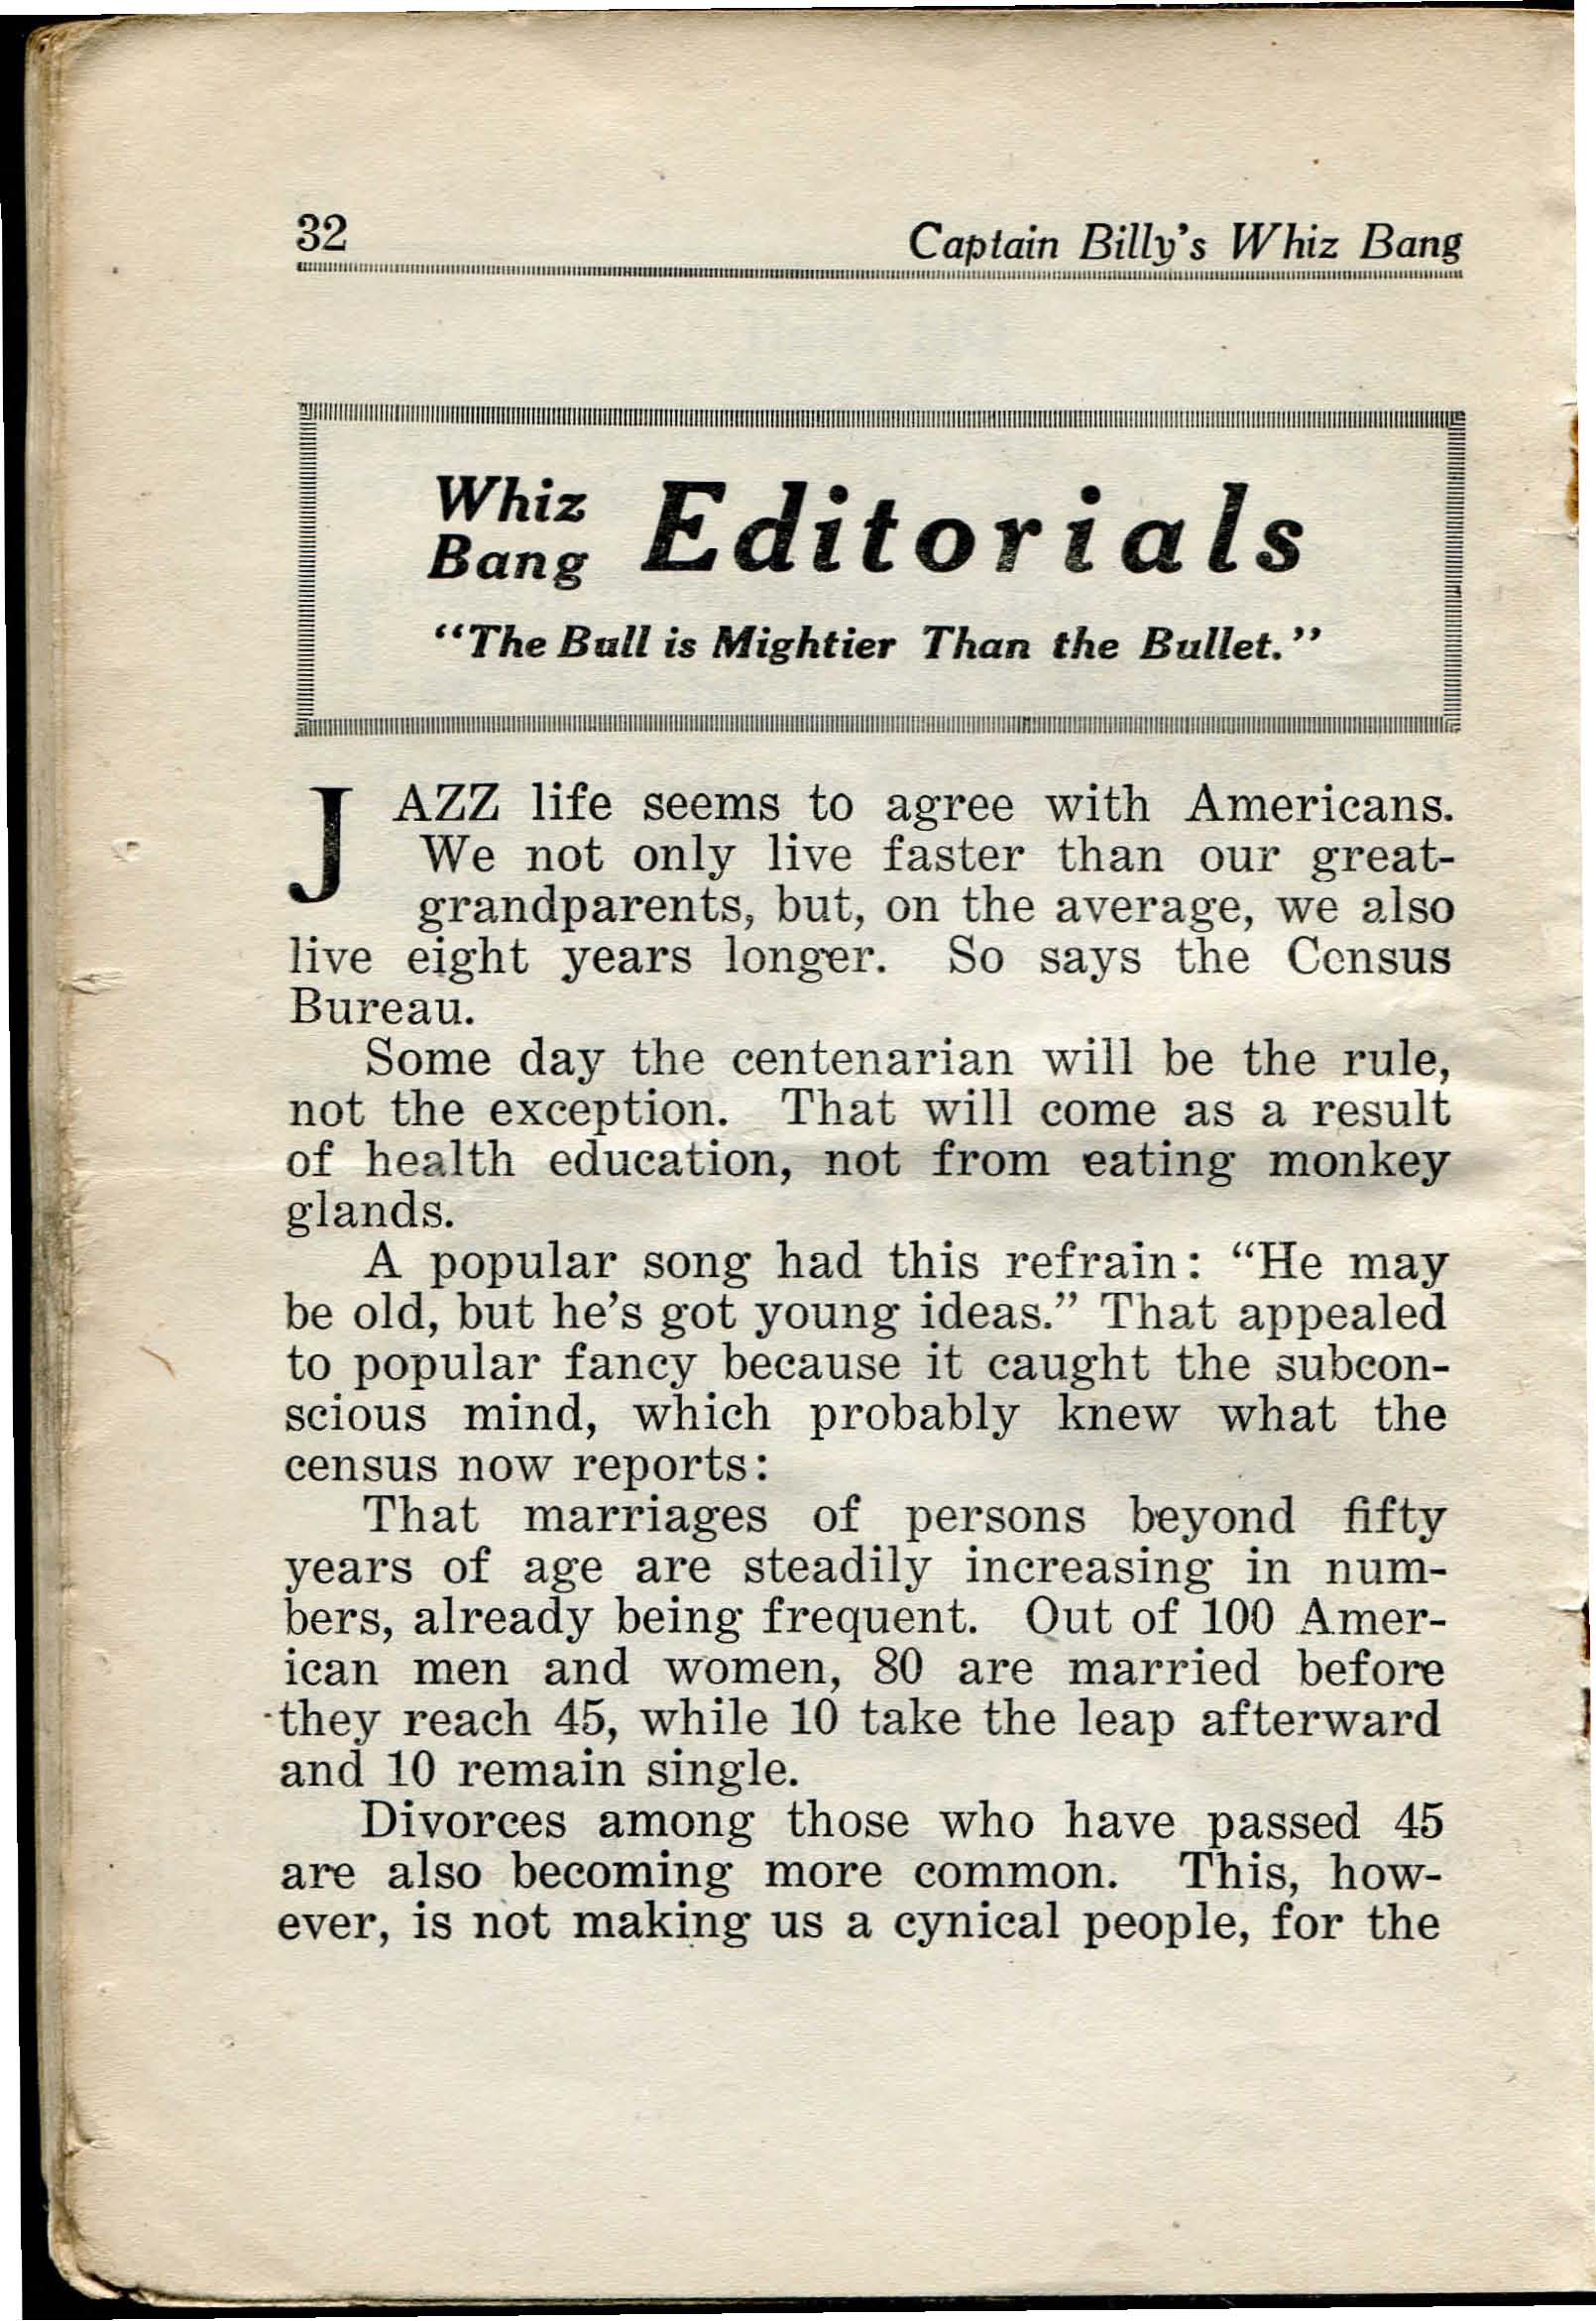 32 Captain Billy's Whiz Bang
Whiz
Bang Editorials
“The Bull is Mightier Than the Bullet.”
JAZZ life seems to agree with Americans.
We not only live faster than our great-
grandparents, but, on the average, we also
live eight years longer. So says the Census
Bureau.
Some day the centenarian will be the rule,
not the exception. That will come as a result
of health education, not from eating monkey
glands.
A popular song had this refrain: “He may
be old, but he's got young ideas.” That appealed
to popular fancy because it caught the subcon-
scious mind, which probably knew what the
census now reports:
That marriages of persons beyond fifty
years of age are steadily increasing in num-
bers, already being frequent. Out of 100 Amer-
ican men and women, 80 are married before
they reach 45, while 10 take the leap afterward
and 10 remain single.
Divorces among those who have passed 45
are also becoming more common. This, how-
ever, is not making us a cynical people, for the